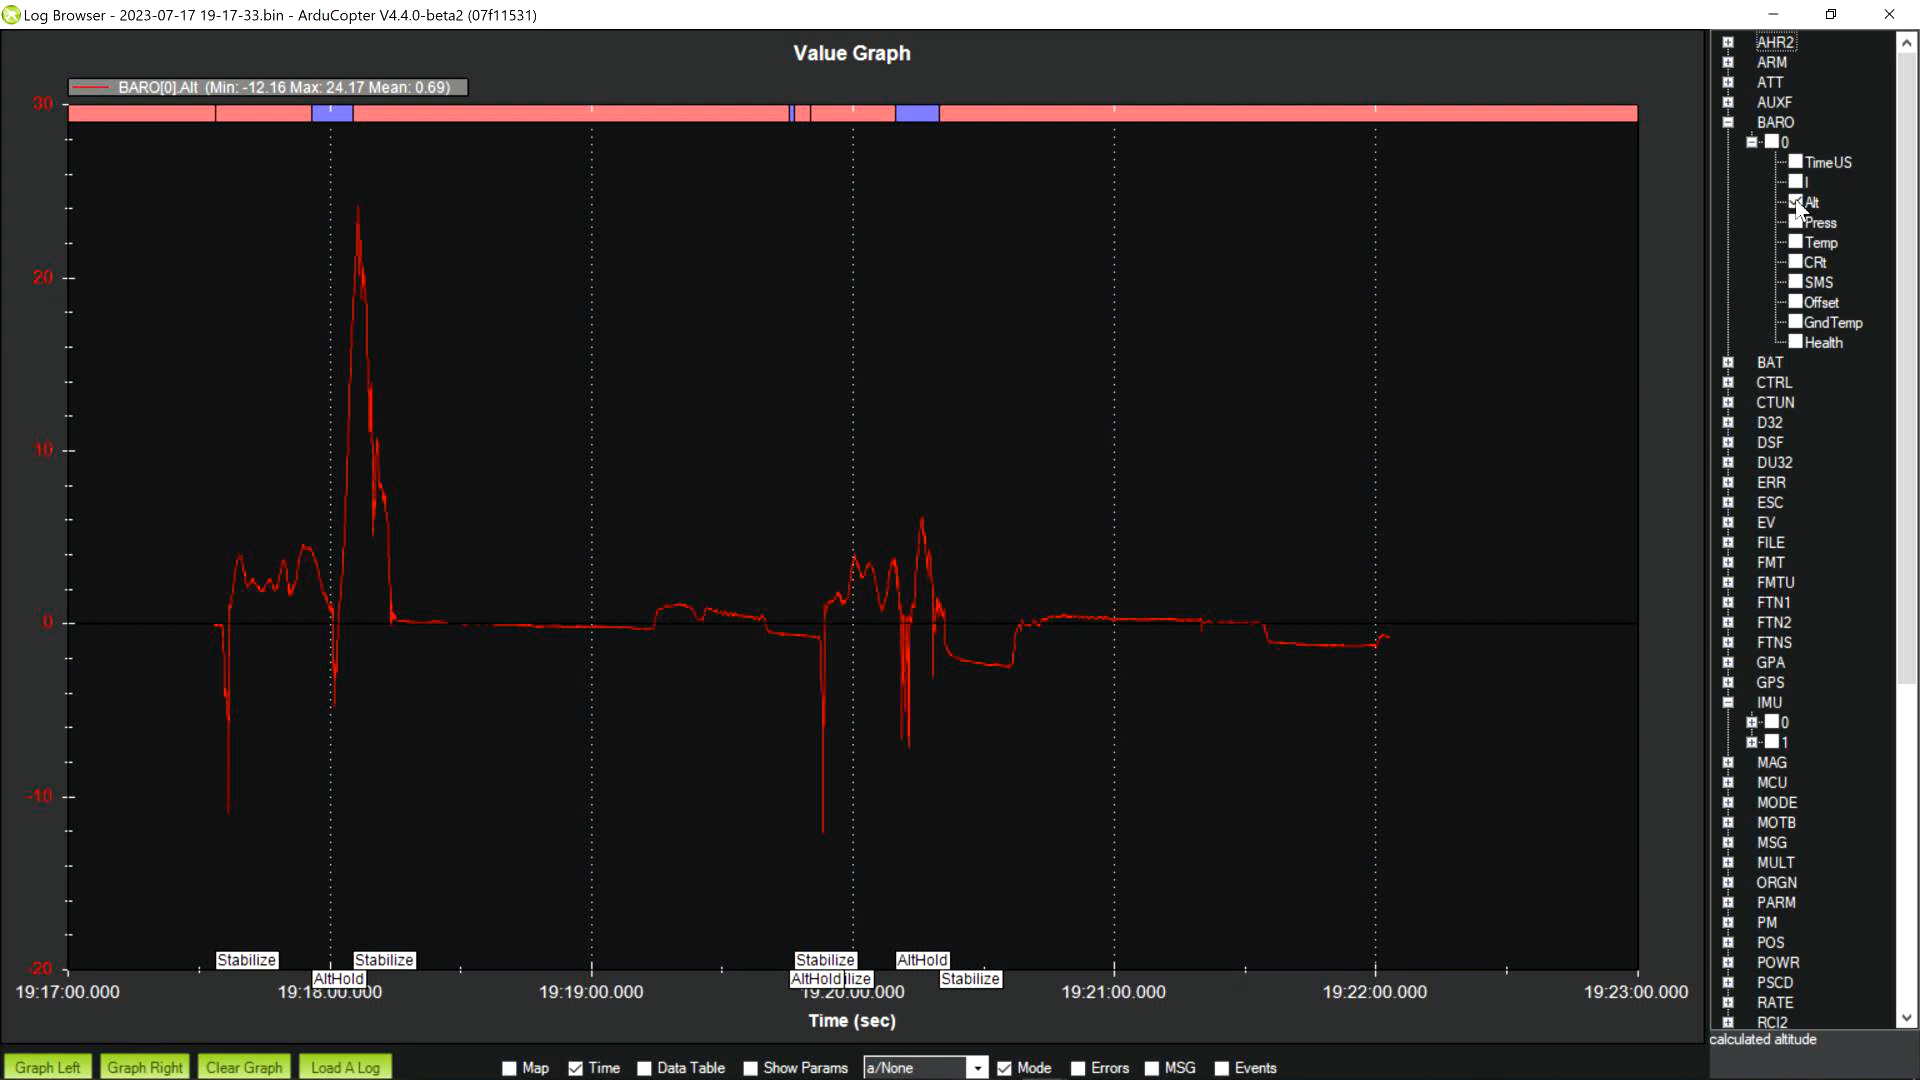 Log Browser - 2023-07-17 19-17-33.bin - ArduCopter V4.4.0-beta2 (07f11531)
Value Graph
BARO[0].Alt (Min: -12.16 Max: 24.17 Mean: 0.69)
30
20
10
0
-10
-20
Stabilize
Stabilize
Stabilize
AltHold
AltHold
AltHold
ilize
Stabilize
19:17:00.000
19:18:00.000
19:19:00.000
19:20:00.000
19:21:00.000
19:22:00.000
19:23:00.000
Time (sec)
AHR2
ARM
ATT
AUXF
BARO
0
TimeUS
I
Alt
Press
Temp
CRt
SMS
Offset
GndTemp
Health
BAT
CTRL
CTUN
D32
DSF
DU32
ERR
ESC
EV
FILE
FMT
FMTU
FTN1
FTN2
FTNS
GPA
GPS
IMU
0
1
MAG
MCU
MODE
MOTB
MSG
MULT
ORGN
PARM
PM
POS
POWR
PSCD
RATE
RCI2
calculated altitude
Graph Left
Graph Right
Clear Graph
Load A Log
Map
Time
Data Table
Show Params
a/None
Mode
Errors
MSG
Events